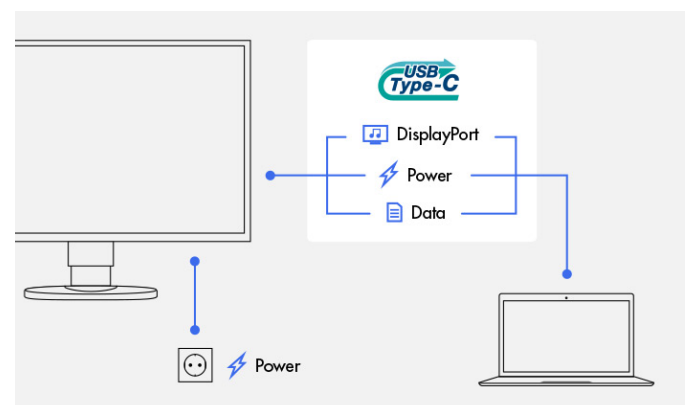 USB
Type-C
DisplayPort
Power
Data
Power